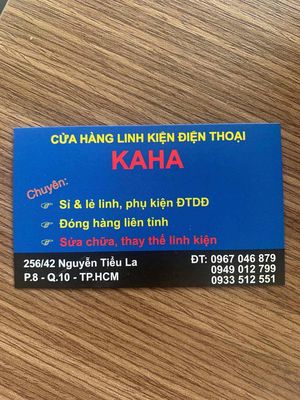 CỬA HÀNG LINH KIỆN ĐIỆN THOẠI
KAHA
Chuyên:
Sỉ & lẻ linh, phụ kiện ĐTDĐ
Đóng hàng liên tỉnh
Sửa chữa, thay thế linh kiện
256/42 Nguyễn Tiểu La
P.8 - Q.10 - TP.HCM
ĐT: 0967 046 879
0949 012 799
0933 512 551